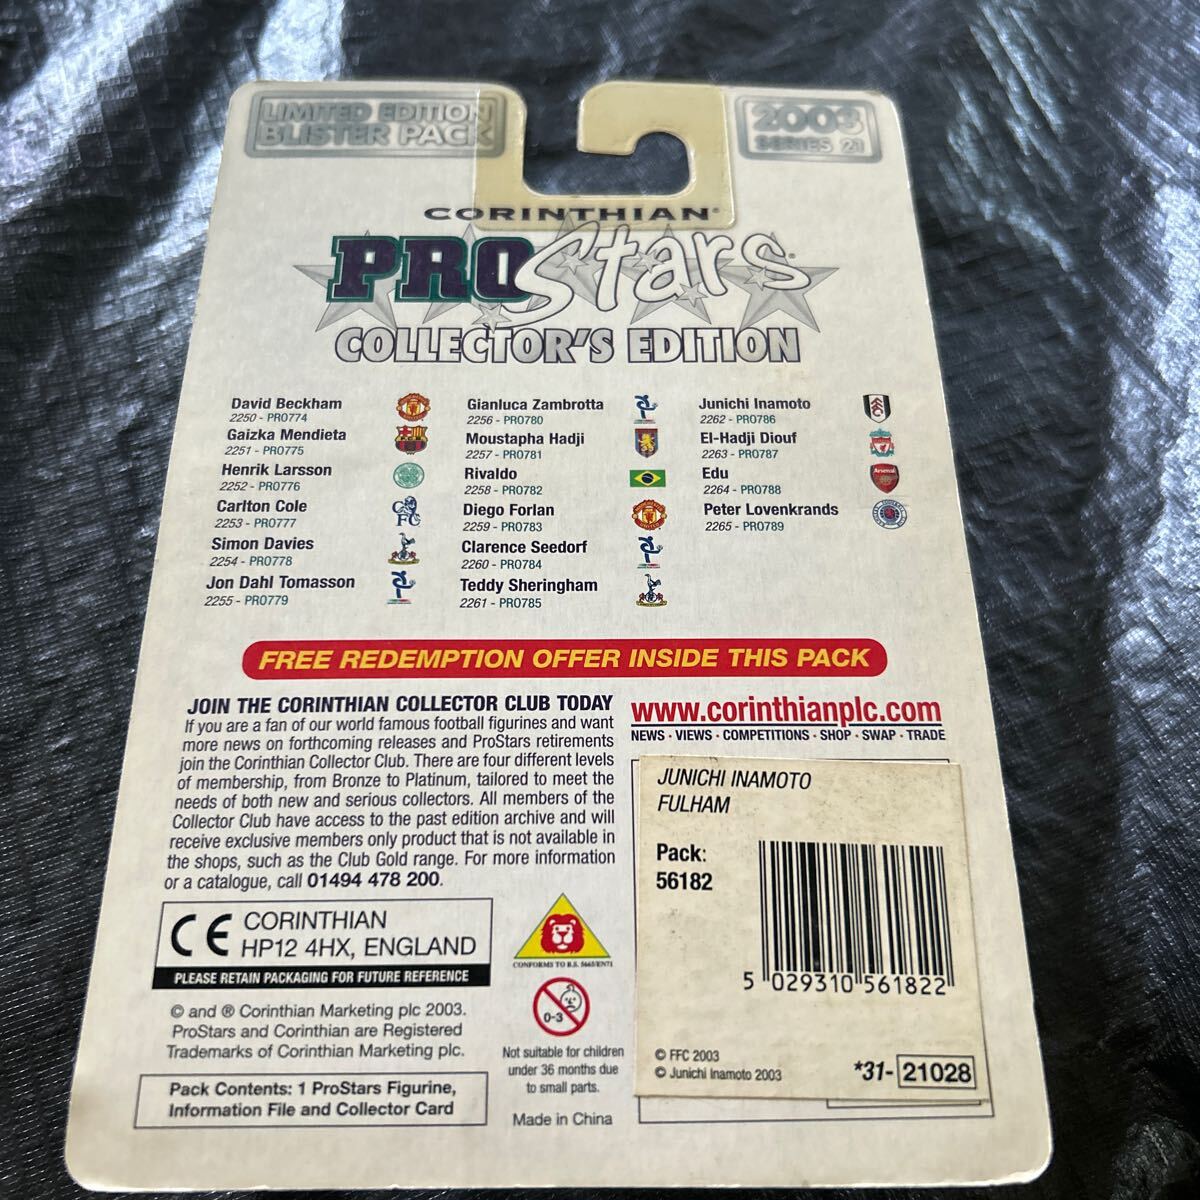 LIMITED EDITION
BLISTER PACK
2003
SERIES 21
CORINTHIAN®
PROStars®
COLLECTOR'S EDITION
David Beckham
2250 - PRO774
Gaizka Mendieta
2251 - PRO775
Henrik Larsson
2252 - PRO776
Carlton Cole
2253 - PRO777
Simon Davies
2254 - PRO778
Jon Dahl Tomasson
2255 - PRO779
Gianluca Zambrotta
2256 - PRO780
Moustapha Hadji
2257 - PRO781
Rivaldo
2258 - PRO782
Diego Forlan
2259 - PRO783
Clarence Seedorf
2260 - PRO784
Teddy Sheringham
2261 - PRO785
Junichi Inamoto
2262 - PRO786
El-Hadji Diouf
2263 - PRO787
Edu
2264 - PRO788
Peter Lovenkrands
2265 - PRO789
Arsenal
FREE REDEMPTION OFFER INSIDE THIS PACK
JOIN THE CORINTHIAN COLLECTOR CLUB TODAY
If you are a fan of our world famous football figurines and want
more news on forthcoming releases and ProStars retirements
join the Corinthian Collector Club. There are four different levels
of membership, from Bronze to Platinum, tailored to meet the
needs of both new and serious collectors. All members of the
Collector Club have access to the past edition archive and will
receive exclusive members only product that is not available in
the shops, such as the Club Gold range. For more information
or a catalogue, call 01494 478 200.
www.corinthianplc.com
NEWS · VIEWS · COMPETITIONS · SHOP · SWAP · TRADE
JUNICHI INAMOTO
FULHAM
Pack:
56182
5 029310 561822
© FFC 2003
© Junichi Inamoto 2003
*31- 21028
CE CORINTHIAN
HP12 4HX, ENGLAND
PLEASE RETAIN PACKAGING FOR FUTURE REFERENCE
© and ® Corinthian Marketing plc 2003.
ProStars and Corinthian are Registered
Trademarks of Corinthian Marketing plc.
Pack Contents: 1 ProStars Figurine,
Information File and Collector Card
CONFORMS TO B.S. 5665/EN71
0-3
Not suitable for children
under 36 months due
to small parts.
Made in China